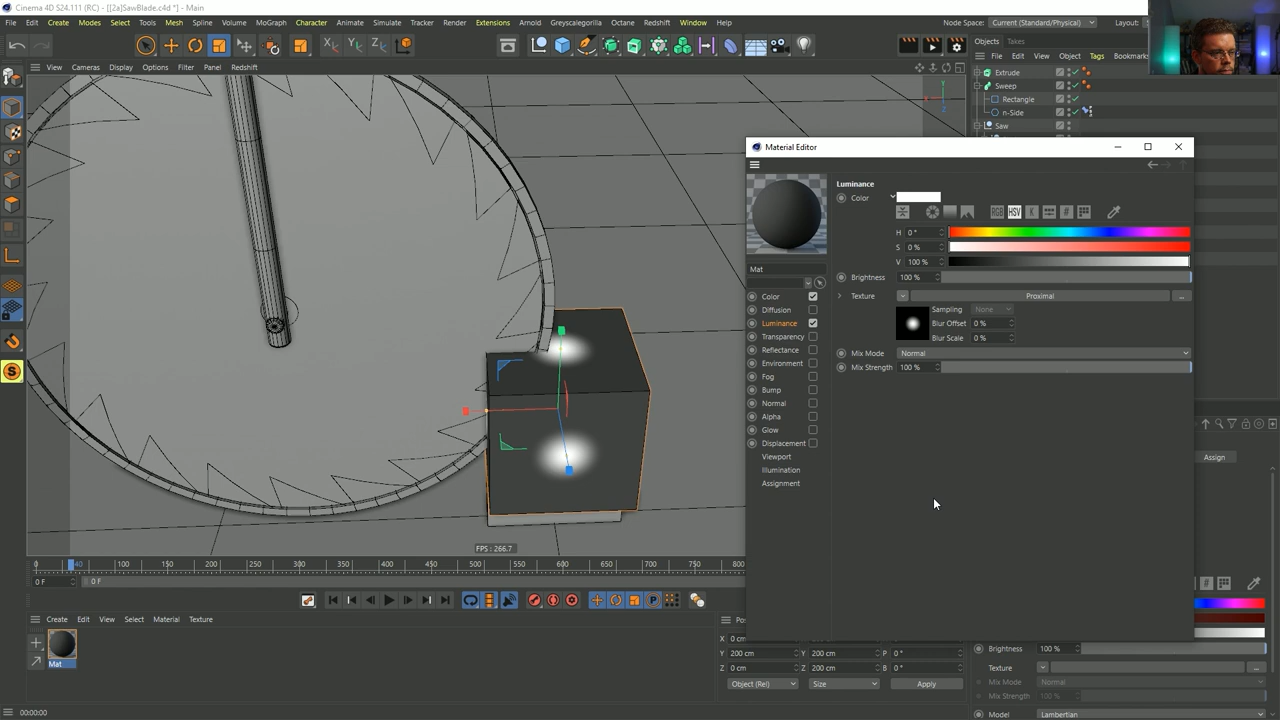 Cinema 4D S24.111 (RC) - [[2a]SawBlade.c4d *] - Main
File Create Modes Select Tools Mesh Spline Volume MoGraph Character Animate Simulate Tracker Render Extensions Arnoid Greyscalegorilla Octane Redshift Window Help
Node Space: Current (Standard/Physical) Layout:
Objects Takes
View Cameras Display Options Filter Panel Redshift
File Edit View Object Tags Bookmarks
Extrude
Sweep
Rectangle
n-Side
Saw
Material Editor
Luminance
Color
RGB HSV K #
H 0 °
S 0 %
V 100 %
Mat
Brightness 100 %
Texture Proximal ...
Sampling None
Blur Offset 0 %
Blur Scale 0 %
Mix Mode Normal
Mix Strength 100 %
Color
Diffusion
Luminance
Transparency
Reflectance
Environment
Fog
Bump
Normal
Alpha
Glow
Displacement
Viewport
Illumination
Assignment
Assign
FPS : 266.7
0 40 100 150 200 250 300 350 400 450 500 550 600 650 700 750 800
0 F 0 F
Create Edit View Select Material Texture
Mat
X
Y 200 cm Y 200 cm P 0 °
Z 0 cm Z 200 cm B 0 °
Object (Rel) Size Apply
Brightness 100 %
Texture ...
Mix Mode Normal
Mix Strength 100 %
Model Lambertian
00:00:00